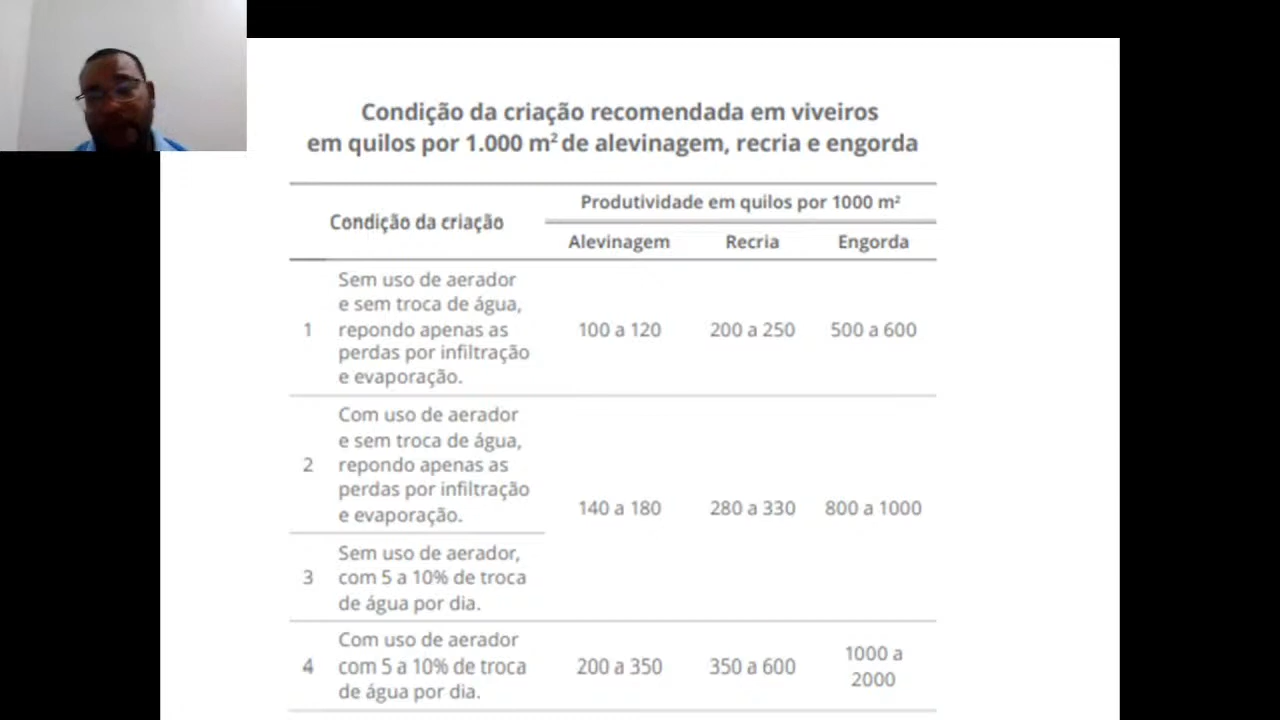 Condição da criação recomendada em viveiros
em quilos por 1.000 m² de alevinagem, recria e engorda
Condição da criação
Produtividade em quilos por 1000 m²
Alevinagem Recria Engorda
1
Sem uso de aerador
e sem troca de água,
repondo apenas as
perdas por infiltração
e evaporação.
100 a 120 200 a 250 500 a 600
2
Com uso de aerador
e sem troca de água,
repondo apenas as
perdas por infiltração
e evaporação.
140 a 180 280 a 330 800 a 1000
3
Sem uso de aerador,
com 5 a 10% de troca
de água por dia.
4
Com uso de aerador
com 5 a 10% de troca
de água por dia.
200 a 350 350 a 600
1000 a
2000